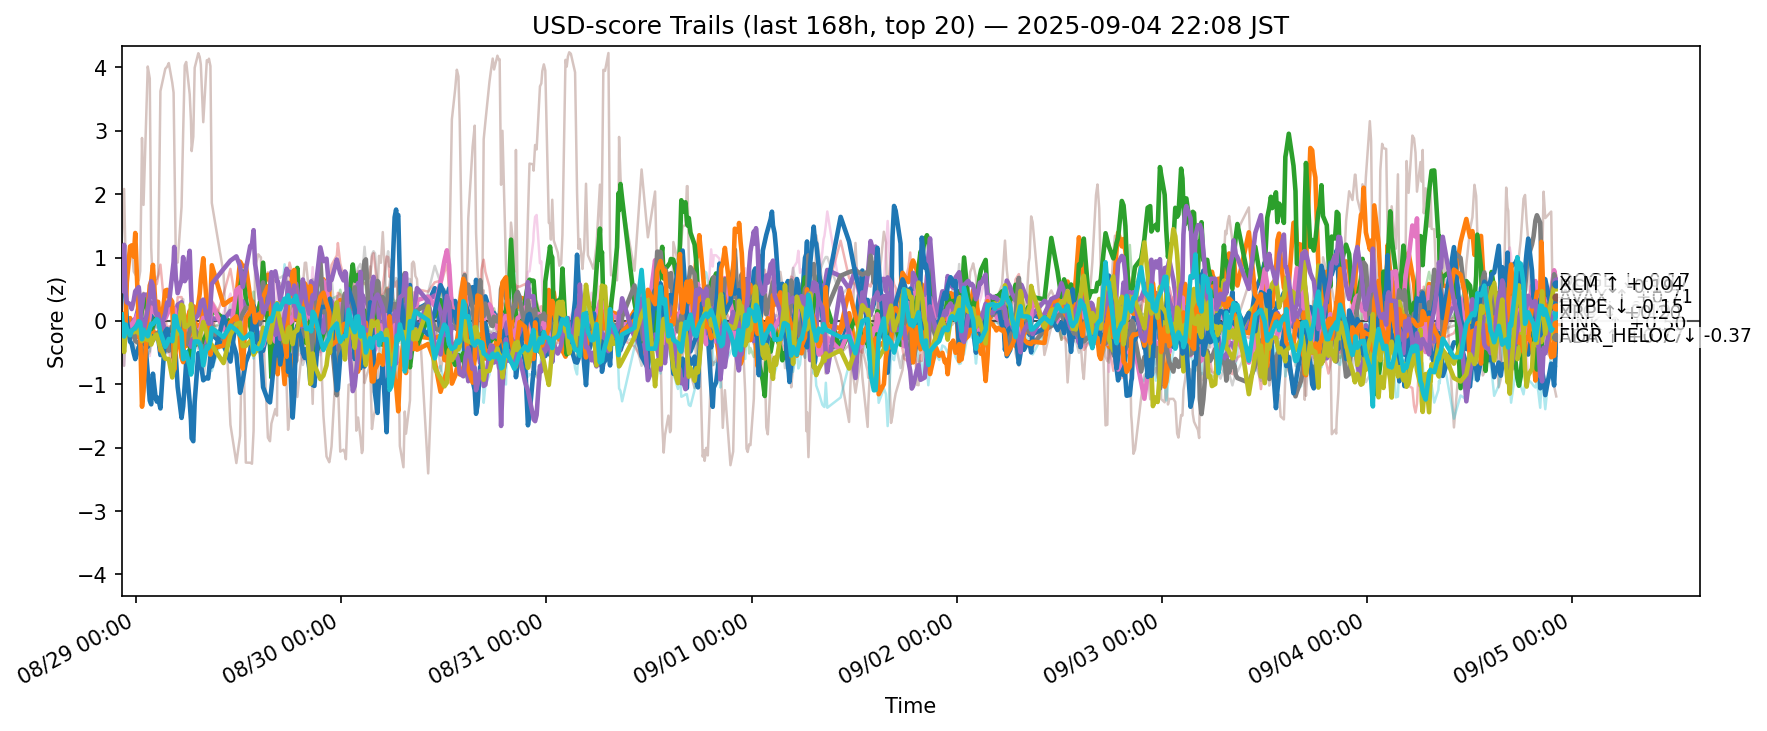 USD-score Trails (last 168h, top 20) — 2025-09-04 22:08 JST
Score (z)
4
3
2
1
0
−1
−2
−3
−4
XLM ↑ +0.04
HYPE ↓ -0.15
FIGR_HELOC ↓ -0.37
08/29 00:00
08/30 00:00
08/31 00:00
09/01 00:00
09/02 00:00
09/03 00:00
09/04 00:00
09/05 00:00
Time